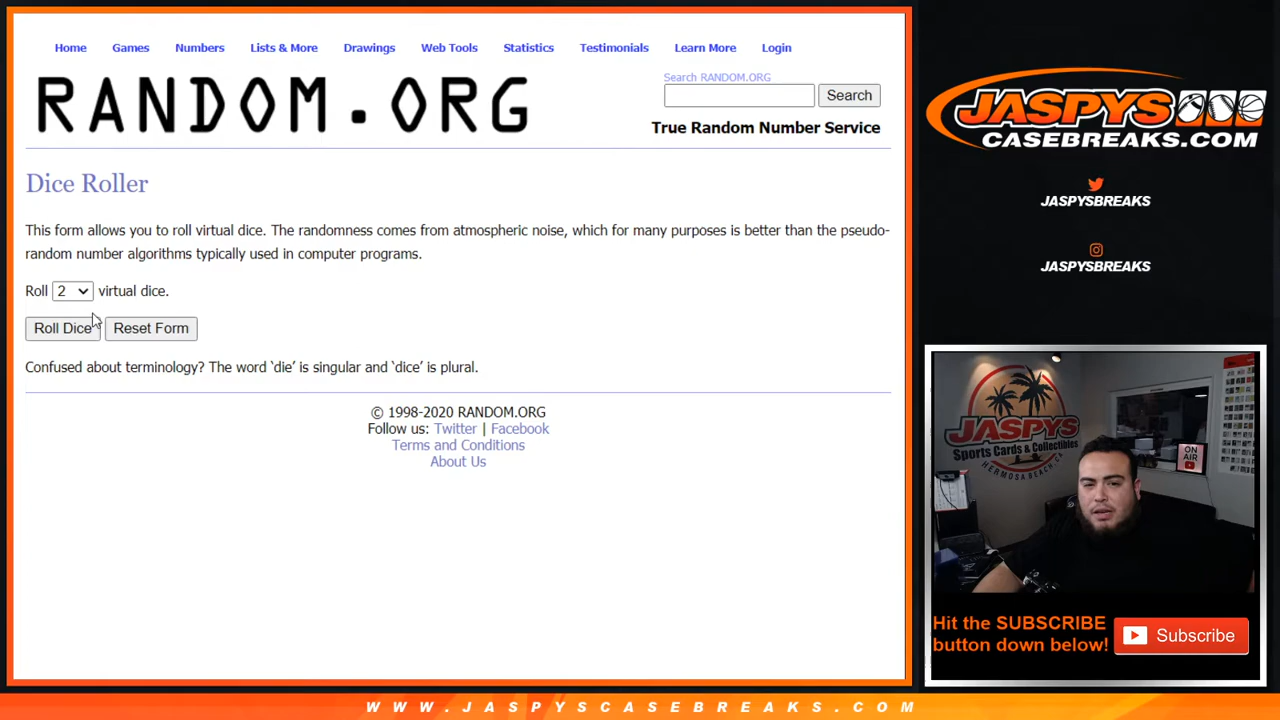 Home Games Numbers Lists & More Drawings Web Tools Statistics Testimonials Learn More Login
RANDOM.ORG
Search RANDOM.ORG
Search
True Random Number Service
Dice Roller
This form allows you to roll virtual dice. The randomness comes from atmospheric noise, which for many purposes is better than the pseudo-
random number algorithms typically used in computer programs.
Roll 2 virtual dice.
Roll Dice Reset Form
Confused about terminology? The word ‘die’ is singular and ‘dice’ is plural.
© 1998-2020 RANDOM.ORG
Follow us: Twitter | Facebook
Terms and Conditions
About Us
JASPYS
CASEBREAKS.COM
JASPYSBREAKS
JASPYSBREAKS
JASPYS
Sports Cards & Collectibles
HERMOSA BEACH, CA
ON
AIR
Hit the SUBSCRIBE
button down below!
Subscribe
WWW.JASPYSCASEBREAKS.COM